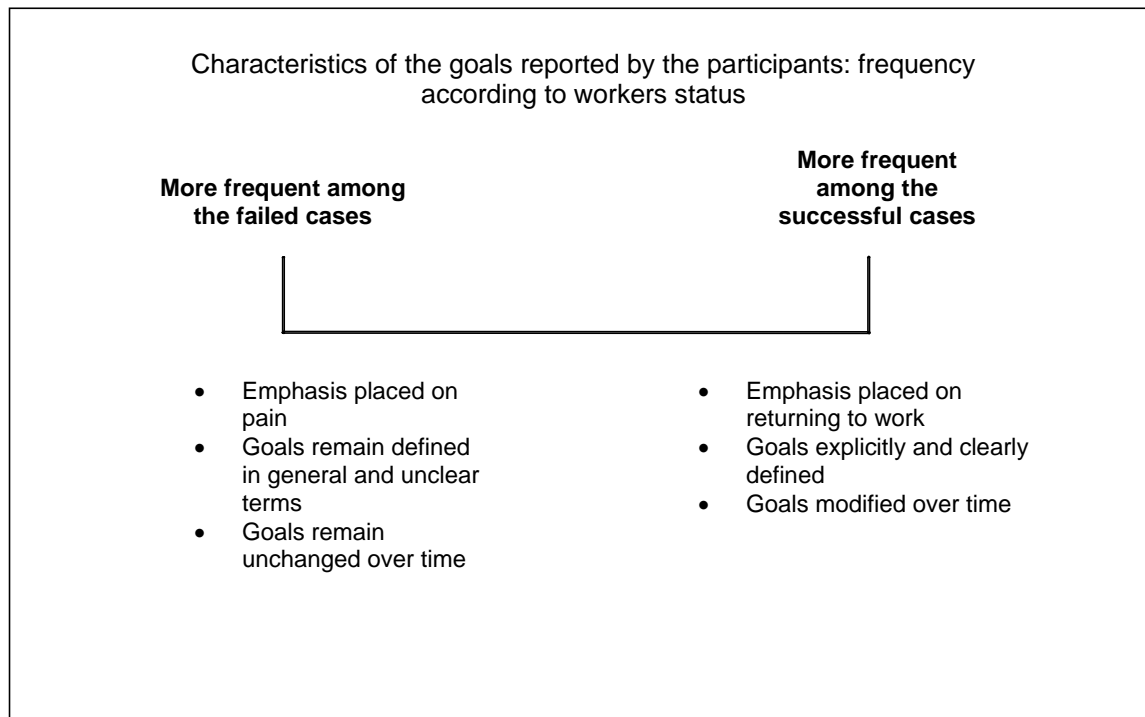 Characteristics of the goals reported by the participants: frequency
according to workers status
More frequent among
the failed cases
More frequent
among the
successful cases
• Emphasis placed on
pain
• Goals remain defined
in general and unclear
terms
• Goals remain
unchanged over time
• Emphasis placed on
returning to work
• Goals explicitly and clearly
defined
• Goals modified over time